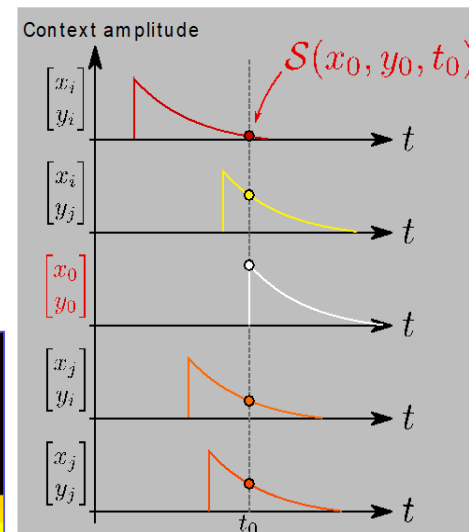 Context amplitude
S(x₀, y₀, t₀)
[xᵢ
yᵢ]
t
[xᵢ
yⱼ]
t
[x₀
y₀]
t
[xⱼ
yᵢ]
t
[xⱼ
yⱼ]
t
t₀